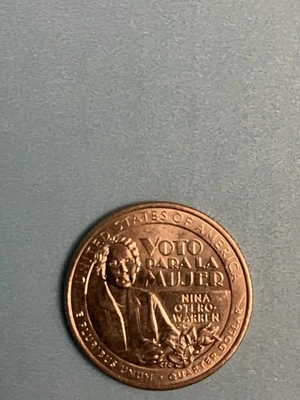 UNITED STATES OF AMERICA
VOTO
PARA LA
MUJER
NINA
OTERO-
WARREN
E PLURIBUS UNUM • QUARTER DOLLAR